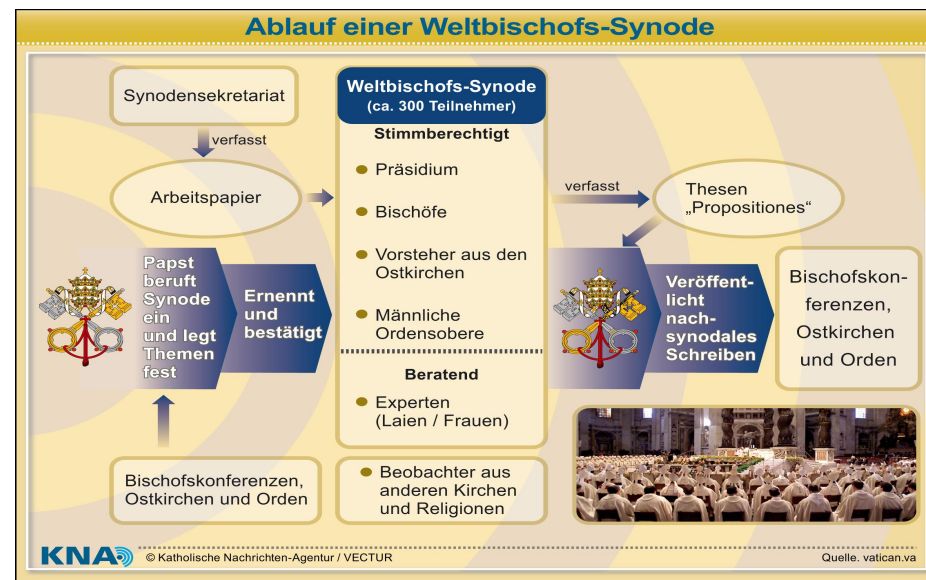 Ablauf einer Weltbischofs-Synode
Synodensekretariat
verfasst
Arbeitspapier
Papst
beruft
Synode
ein
und legt
Themen
fest
Ernennt
und
bestätigt
Bischofskonferenzen,
Ostkirchen und Orden
Weltbischofs-Synode
(ca. 300 Teilnehmer)
Stimmberechtigt
Präsidium
Bischöfe
Vorsteher aus den
Ostkirchen
Männliche
Ordensobere
Beratend
Experten
(Laien / Frauen)
Beobachter aus
anderen Kirchen
und Religionen
verfasst
Thesen
„Propositiones“
Veröffent-
licht
nach-
synodales
Schreiben
Bischofskon-
ferenzen,
Ostkirchen
und Orden
KNA © Katholische Nachrichten-Agentur / VECTUR
Quelle. vatican.va